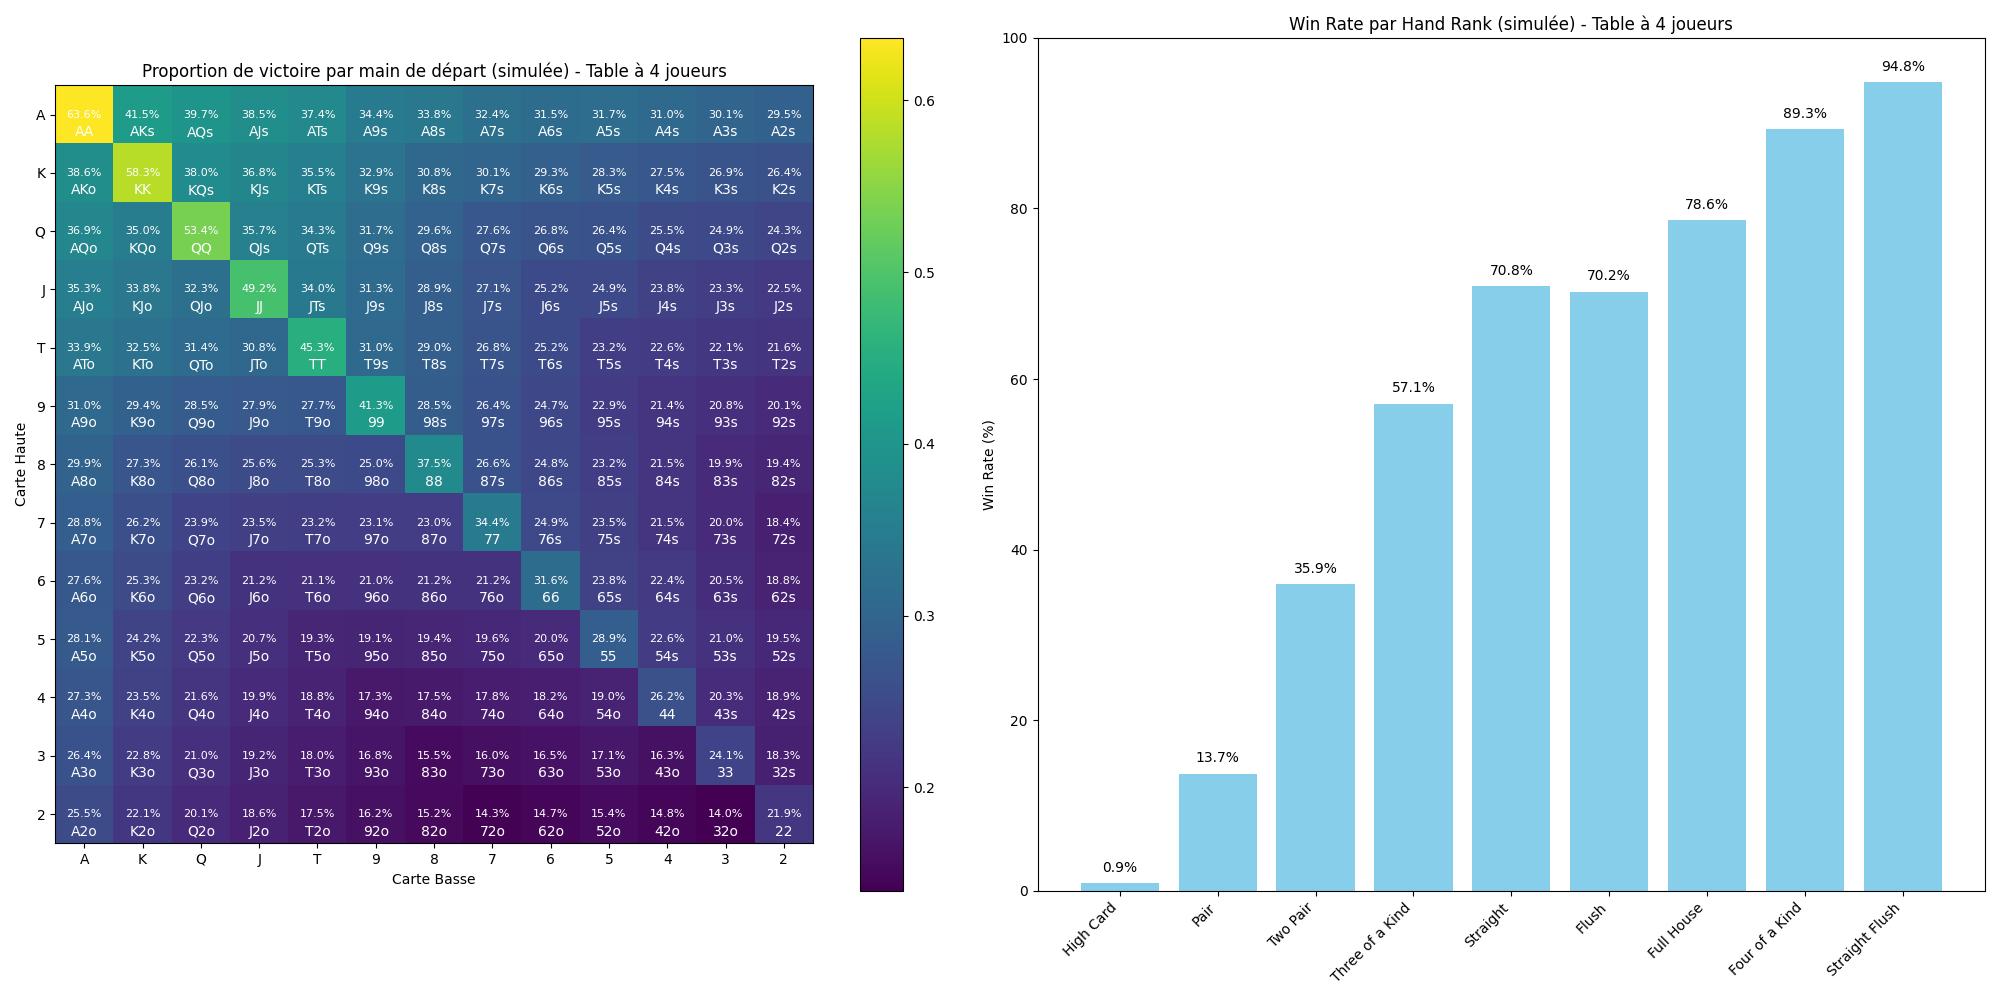 Proportion de victoire par main de départ (simulée) - Table à 4 joueurs
A
63.6% 41.5% 39.7% 38.5% 37.4% 34.4% 33.8% 32.4% 31.5% 31.7% 31.0% 30.1% 29.5%
AA AKs AQs AJs ATs A9s A8s A7s A6s A5s A4s A3s A2s
K
38.6% 58.3% 38.0% 36.8% 35.5% 32.9% 30.8% 30.1% 29.3% 28.3% 27.5% 26.9% 26.4%
AKo KK KQs KJs KTs K9s K8s K7s K6s K5s K4s K3s K2s
Q
36.9% 35.0% 53.4% 35.7% 34.3% 31.7% 29.6% 27.6% 26.8% 26.4% 25.5% 24.9% 24.3%
AQo KQo QQ QJs QTs Q9s Q8s Q7s Q6s Q5s Q4s Q3s Q2s
J
35.3% 33.8% 32.3% 49.2% 34.0% 31.3% 28.9% 27.1% 25.2% 24.9% 23.8% 23.3% 22.5%
AJo KJo QJo JJ JTs J9s J8s J7s J6s J5s J4s J3s J2s
T
33.9% 32.5% 31.4% 30.8% 45.3% 31.0% 29.0% 26.8% 25.2% 23.2% 22.6% 22.1% 21.6%
ATo KTo QTo JTo TT T9s T8s T7s T6s T5s T4s T3s T2s
9
31.0% 29.4% 28.5% 27.9% 27.7% 41.3% 28.5% 26.4% 24.7% 22.9% 21.4% 20.8% 20.1%
A9o K9o Q9o J9o T9o 99 98s 97s 96s 95s 94s 93s 92s
8
29.9% 27.3% 26.1% 25.6% 25.3% 25.0% 37.5% 26.6% 24.8% 23.2% 21.5% 19.9% 19.4%
A8o K8o Q8o J8o T8o 98o 88 87s 86s 85s 84s 83s 82s
7
28.8% 26.2% 23.9% 23.5% 23.2% 23.1% 23.0% 34.4% 24.9% 23.5% 21.5% 20.0% 18.4%
A7o K7o Q7o J7o T7o 97o 87o 77 76s 75s 74s 73s 72s
6
27.6% 25.3% 23.2% 21.2% 21.1% 21.0% 21.2% 21.2% 31.6% 23.8% 22.4% 20.5% 18.8%
A6o K6o Q6o J6o T6o 96o 86o 76o 66 65s 64s 63s 62s
5
28.1% 24.2% 22.3% 20.7% 19.3% 19.1% 19.4% 19.6% 20.0% 28.9% 22.6% 21.0% 19.5%
A5o K5o Q5o J5o T5o 95o 85o 75o 65o 55 54s 53s 52s
4
27.3% 23.5% 21.6% 19.9% 18.8% 17.3% 17.5% 17.8% 18.2% 19.0% 26.2% 20.3% 18.9%
A4o K4o Q4o J4o T4o 94o 84o 74o 64o 54o 44 43s 42s
3
26.4% 22.8% 21.0% 19.2% 18.0% 16.8% 15.5% 16.0% 16.5% 17.1% 16.3% 24.1% 18.3%
A3o K3o Q3o J3o T3o 93o 83o 73o 63o 53o 43o 33 32s
2
25.5% 22.1% 20.1% 18.6% 17.5% 16.2% 15.2% 14.3% 14.7% 15.4% 14.8% 14.0% 21.9%
A2o K2o Q2o J2o T2o 92o 82o 72o 62o 52o 42o 32o 22
A K Q J T 9 8 7 6 5 4 3 2
Carte Haute
Carte Basse
0.6
0.5
0.4
0.3
0.2
Win Rate par Hand Rank (simulée) - Table à 4 joueurs
100
80
60
40
20
0
Win Rate (%)
0.9%
13.7%
35.9%
57.1%
70.8%
70.2%
78.6%
89.3%
94.8%
High Card
Pair
Two Pair
Three of a Kind
Straight
Flush
Full House
Four of a Kind
Straight Flush